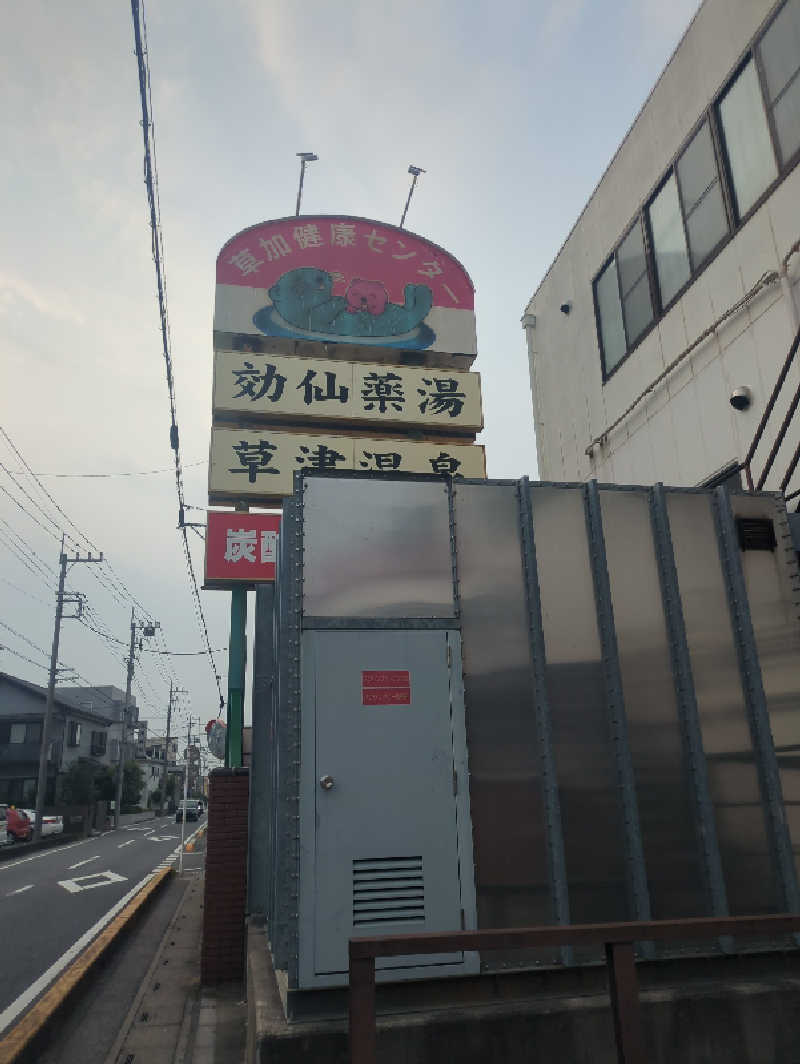 草加健康センター
効仙薬湯
草津温泉
炭酸